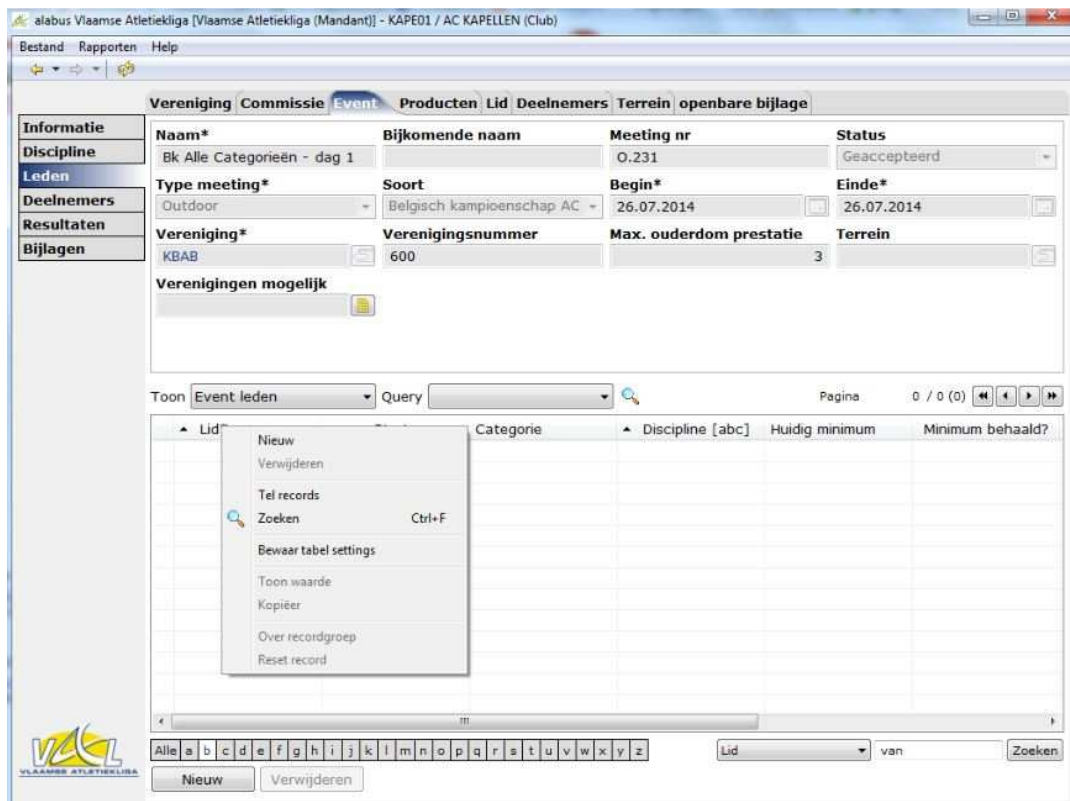 alabus Vlaamse Atletiekliga [Vlaamse Atletiekliga (Mandant)] - KAPE01 / AC KAPELLEN (Club)
Bestand Rapporten Help
Vereniging Commissie Event Producten Lid Deelnemers Terrein openbare bijlage
Informatie
Discipline
Leden
Deelnemers
Resultaten
Bijlagen
Naam* Bijkomende naam Meeting nr Status
Bk Alle Categorieën - dag 1 O.231 Geaccepteerd
Type meeting* Soort Begin* Einde*
Outdoor Belgisch kampioenschap AC 26.07.2014 26.07.2014
Vereniging* Verenigingsnummer Max. ouderdom prestatie Terrein
KBAB 600 3
Verenigingen mogelijk
Toon Event leden Query Pagina 0 / 0 (0)
Lid Categorie Discipline [abc] Huidig minimum Minimum behaald?
Nieuw
Verwijderen
Tel records
Zoeken Ctrl+F
Bewaar tabel settings
Toon waarde
Kopiëer
Over recordgroep
Reset record
Alle a b c d e f g h i j k l m n o p q r s t u v w x y z Lid van Zoeken
VAL
VLAAMSE ATLETIEKLIGA
Nieuw Verwijderen